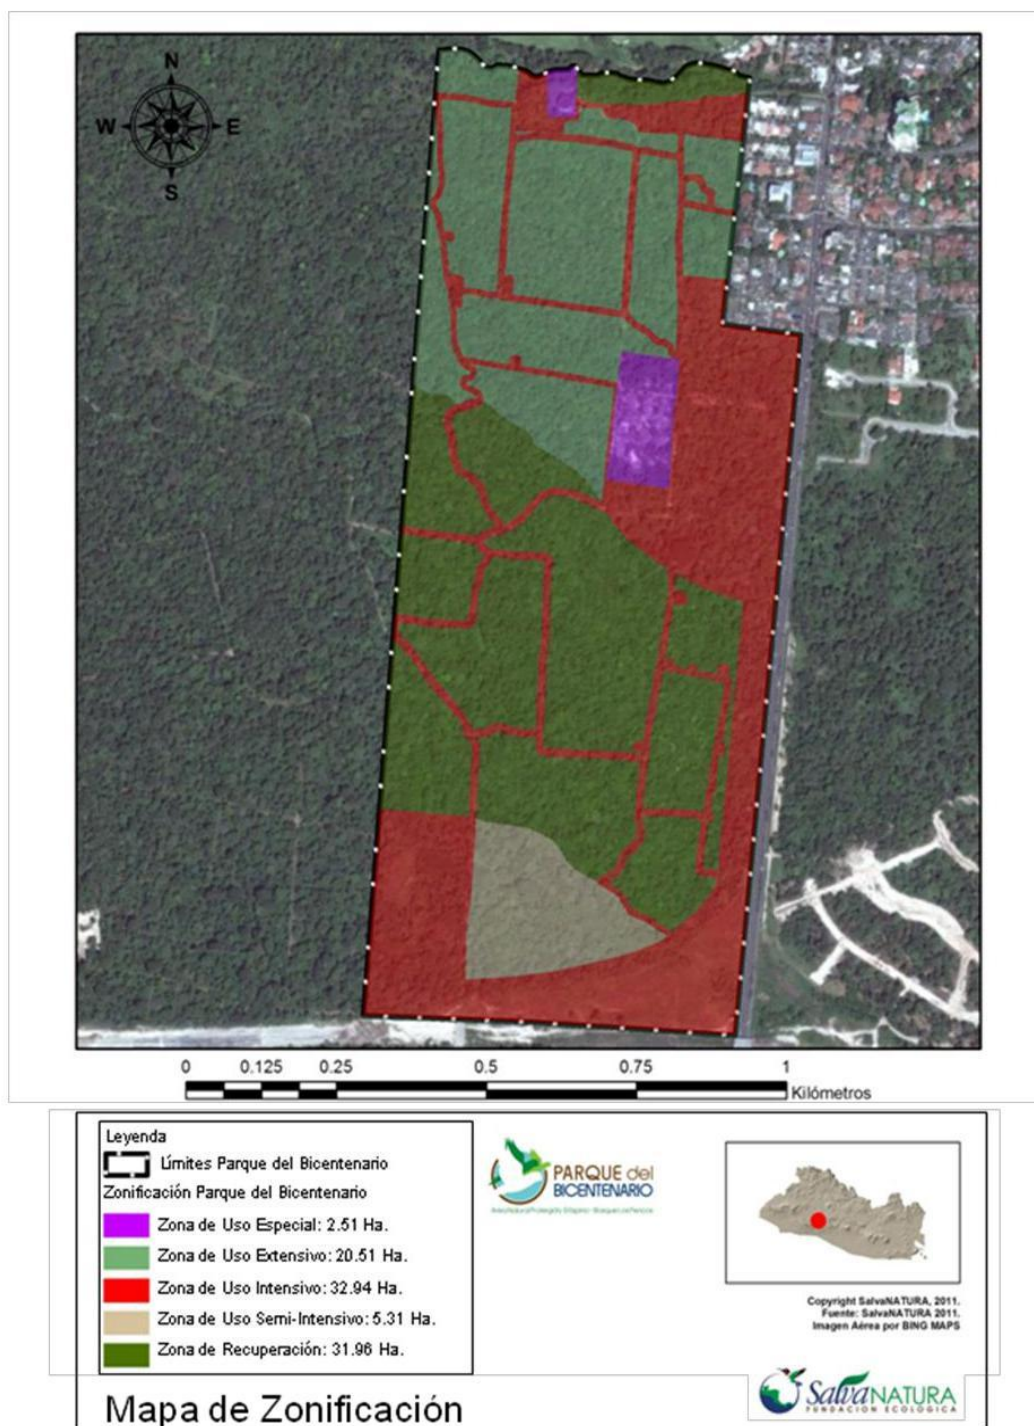 N
W E
S
0 0.125 0.25 0.5 0.75 1
Kilómetros
Leyenda
Límites Parque del Bicentenario
Zonificación Parque del Bicentenario
Zona de Uso Especial: 2.51 Ha.
Zona de Uso Extensivo: 20.51 Ha.
Zona de Uso Intensivo: 32.94 Ha.
Zona de Uso Semi-Intensivo: 5.31 Ha.
Zona de Recuperación: 31.96 Ha.
PARQUE del
BICENTENARIO
Copyright SalvaNATURA, 2011.
Fuente: SalvaNATURA 2011.
Imagen Aérea por BING MAPS
Mapa de Zonificación
SalvaNATURA
FUNDACIÓN ECOLÓGICA